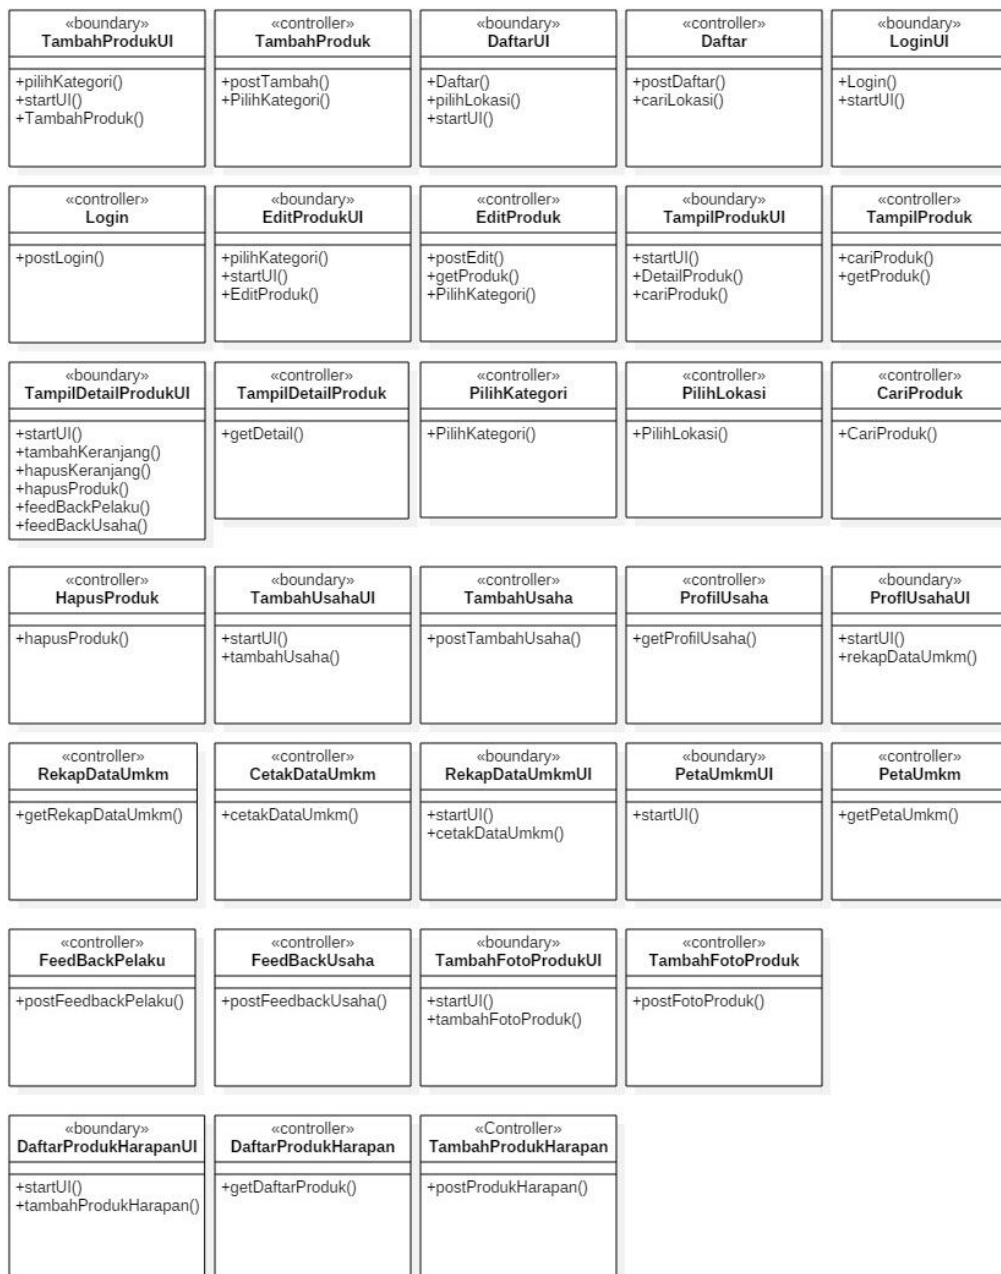 «boundary»
TambahProdukUI
+pilihKategori()
+startUI()
+TambahProduk()
«controller»
TambahProduk
+postTambah()
+PilihKategori()
«boundary»
DaftarUI
+Daftar()
+pilihLokasi()
+startUI()
«controller»
Daftar
+postDaftar()
+cariLokasi()
«boundary»
LoginUI
+Login()
+startUI()
«controller»
Login
+postLogin()
«boundary»
EditProdukUI
+pilihKategori()
+startUI()
+EditProduk()
«controller»
EditProduk
+postEdit()
+getProduk()
+PilihKategori()
«boundary»
TampilProdukUI
+startUI()
+DetailProduk()
+cariProduk()
«controller»
TampilProduk
+cariProduk()
+getProduk()
«boundary»
TampilDetailProdukUI
+startUI()
+tambahKeranjang()
+hapusKeranjang()
+hapusProduk()
+feedBackPelaku()
+feedBackUsaha()
«controller»
TampilDetailProduk
+getDetail()
«controller»
PilihKategori
+PilihKategori()
«controller»
PilihLokasi
+PilihLokasi()
«controller»
CariProduk
+CariProduk()
«controller»
HapusProduk
+hapusProduk()
«boundary»
TambahUsahaUI
+startUI()
+tambahUsaha()
«controller»
TambahUsaha
+postTambahUsaha()
«controller»
ProfilUsaha
+getProfilUsaha()
«boundary»
ProflUsahaUI
+startUI()
+rekapDataUmkm()
«controller»
RekapDataUmkm
+getRekapDataUmkm()
«controller»
CetakDataUmkm
+cetakDataUmkm()
«boundary»
RekapDataUmkmUI
+startUI()
+cetakDataUmkm()
«boundary»
PetaUmkmUI
+startUI()
«controller»
PetaUmkm
+getPetaUmkm()
«controller»
FeedBackPelaku
+postFeedbackPelaku()
«controller»
FeedBackUsaha
+postFeedbackUsaha()
«boundary»
TambahFotoProdukUI
+startUI()
+tambahFotoProduk()
«controller»
TambahFotoProduk
+postFotoProduk()
«boundary»
DaftarProdukHarapanUI
+startUI()
+tambahProdukHarapan()
«controller»
DaftarProdukHarapan
+getDaftarProduk()
«Controller»
TambahProdukHarapan
+postProdukHarapan()